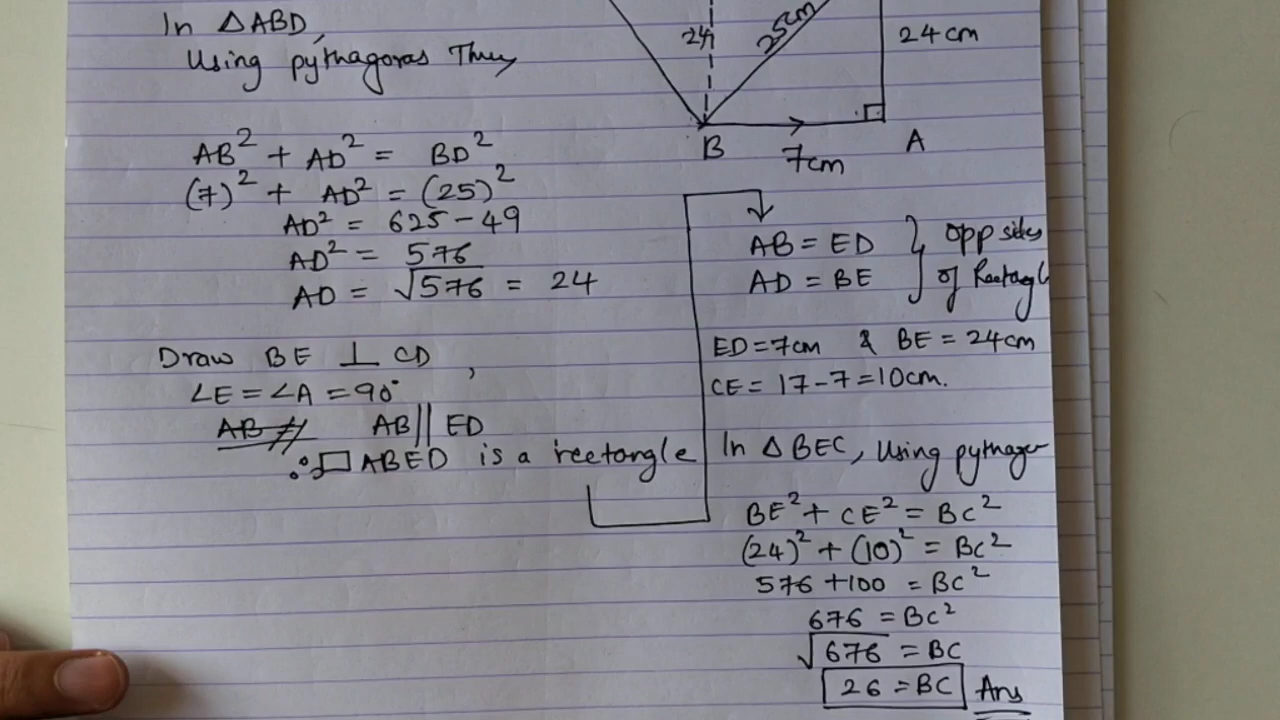 In △ABD,
Using pythagoras Thm,
AB² + AD² = BD²
(7)² + AD² = (25)²
AD² = 625 - 49
AD² = 576
AD = √576 = 24
Draw BE ⊥ CD,
∠E = ∠A = 90°
AB ∥ ED
∴ □ABED is a rectangle
24
25cm
24cm
B
7cm
A
AB = ED } opp sides
AD = BE } of Rectangle
ED = 7cm & BE = 24cm
CE = 17 - 7 = 10cm.
In △BEC, Using pythagor
BE² + CE² = BC²
(24)² + (10)² = BC²
576 + 100 = BC²
676 = BC²
√676 = BC
26 = BC Ans